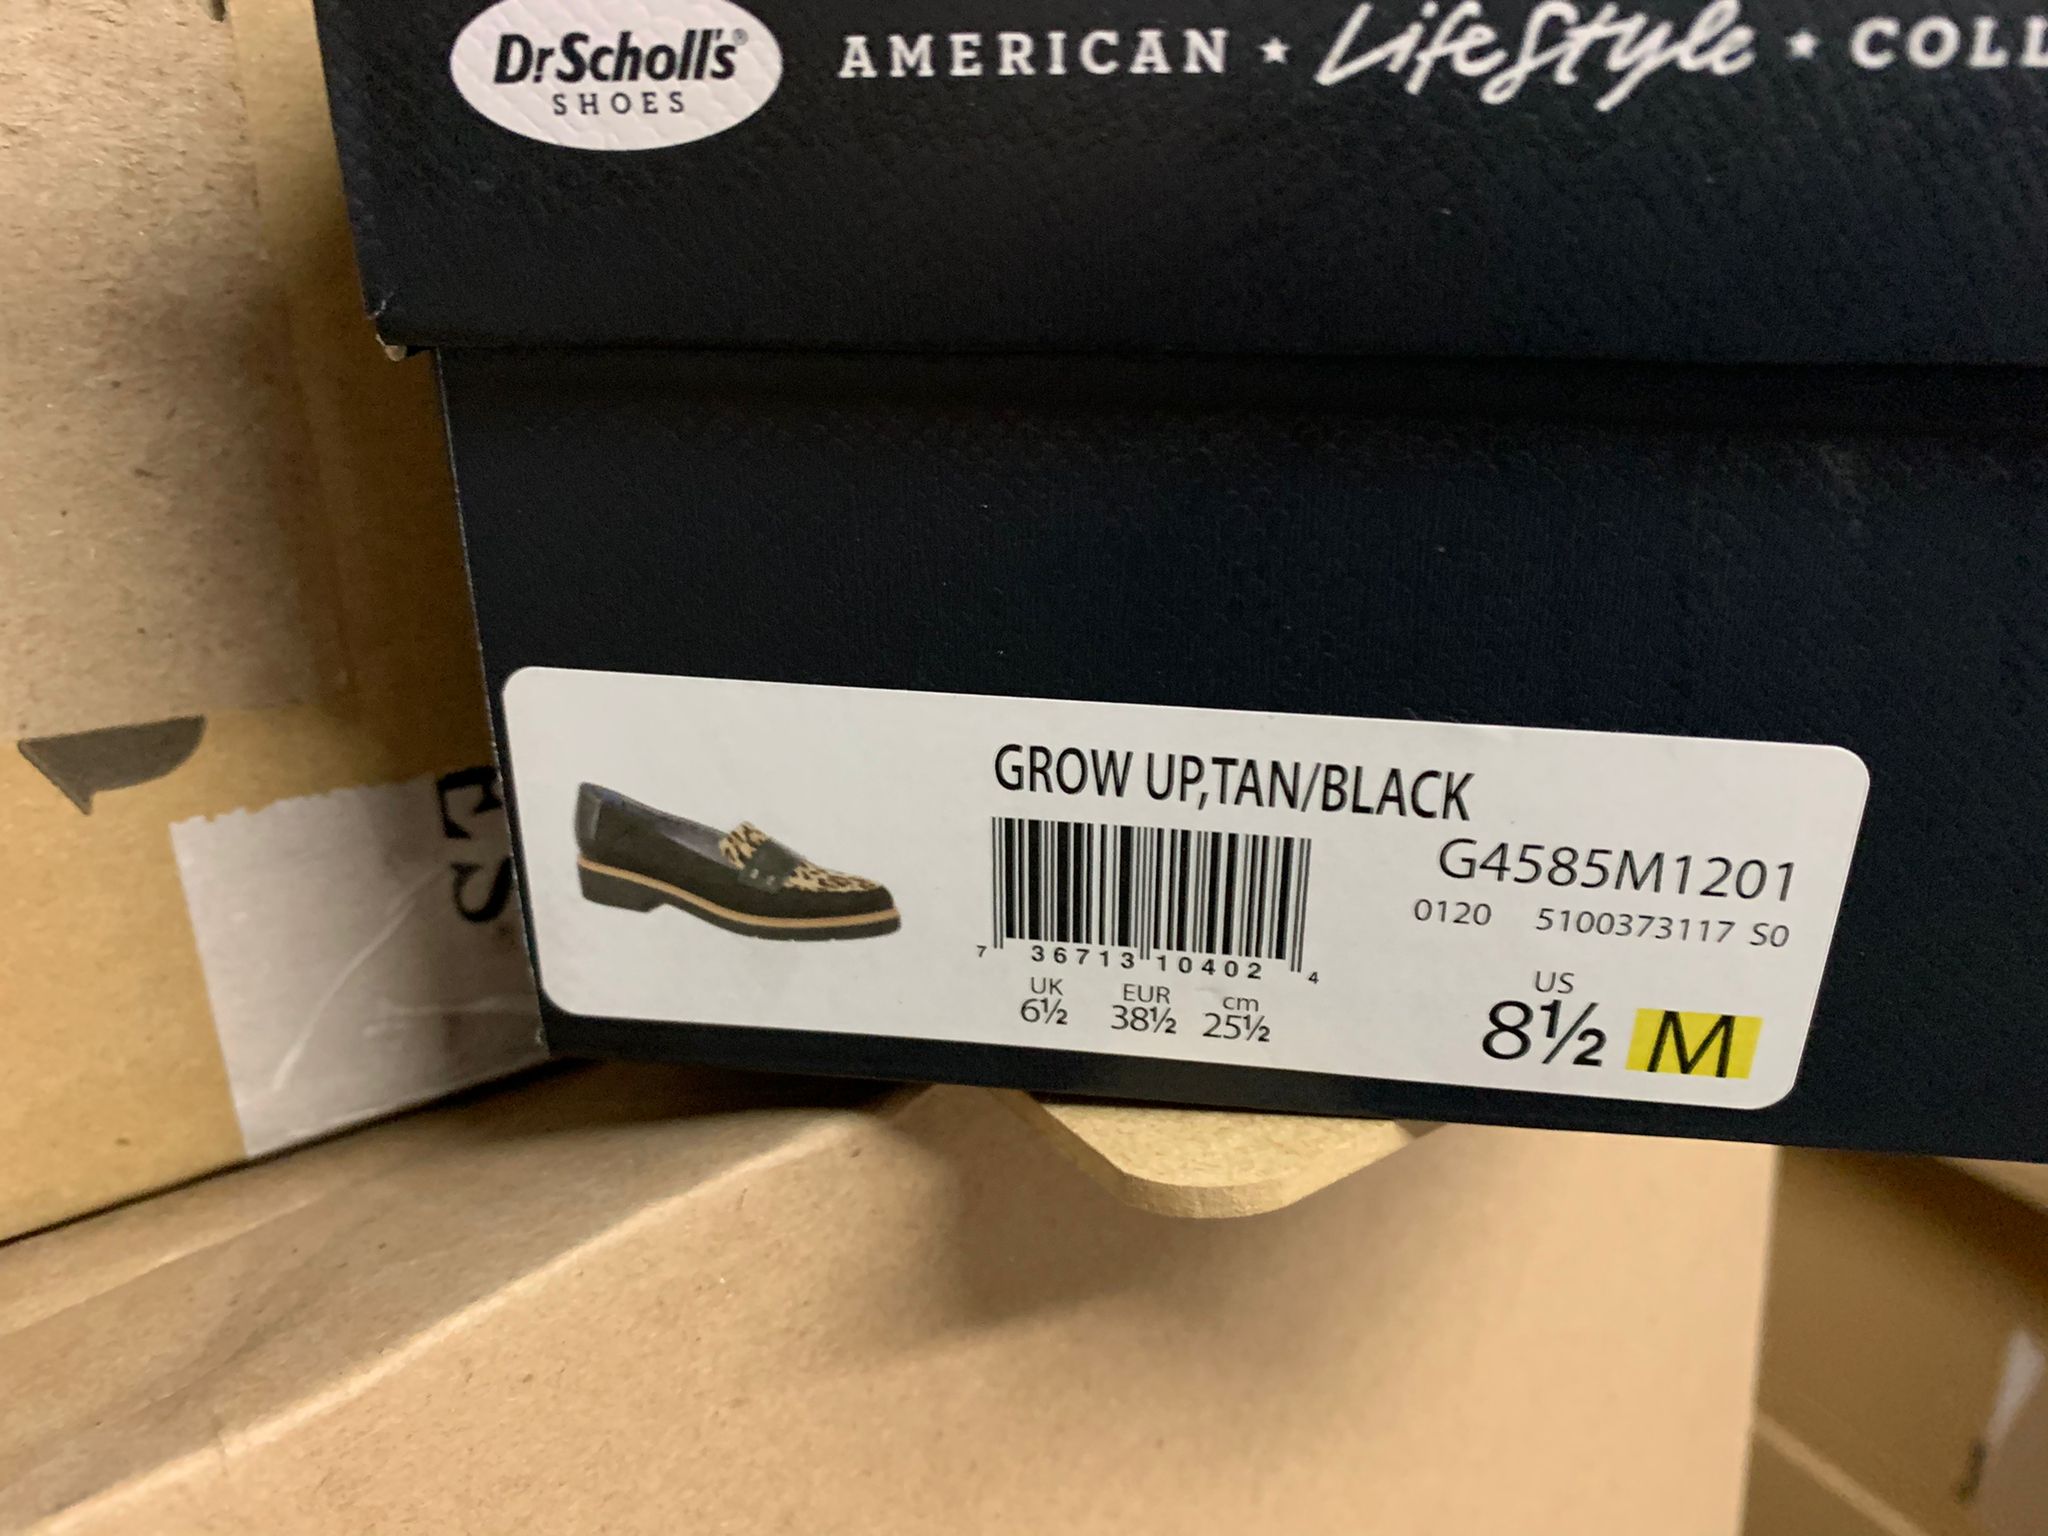 Dr.Scholl's®
SHOES
AMERICAN ★ LifeStyle ★ COLL
GROW UP,TAN/BLACK
G4585M1201
0120 5100373117 S0
7 36713 10402 4
UK EUR cm
6½ 38½ 25½
US
8½ M
ES